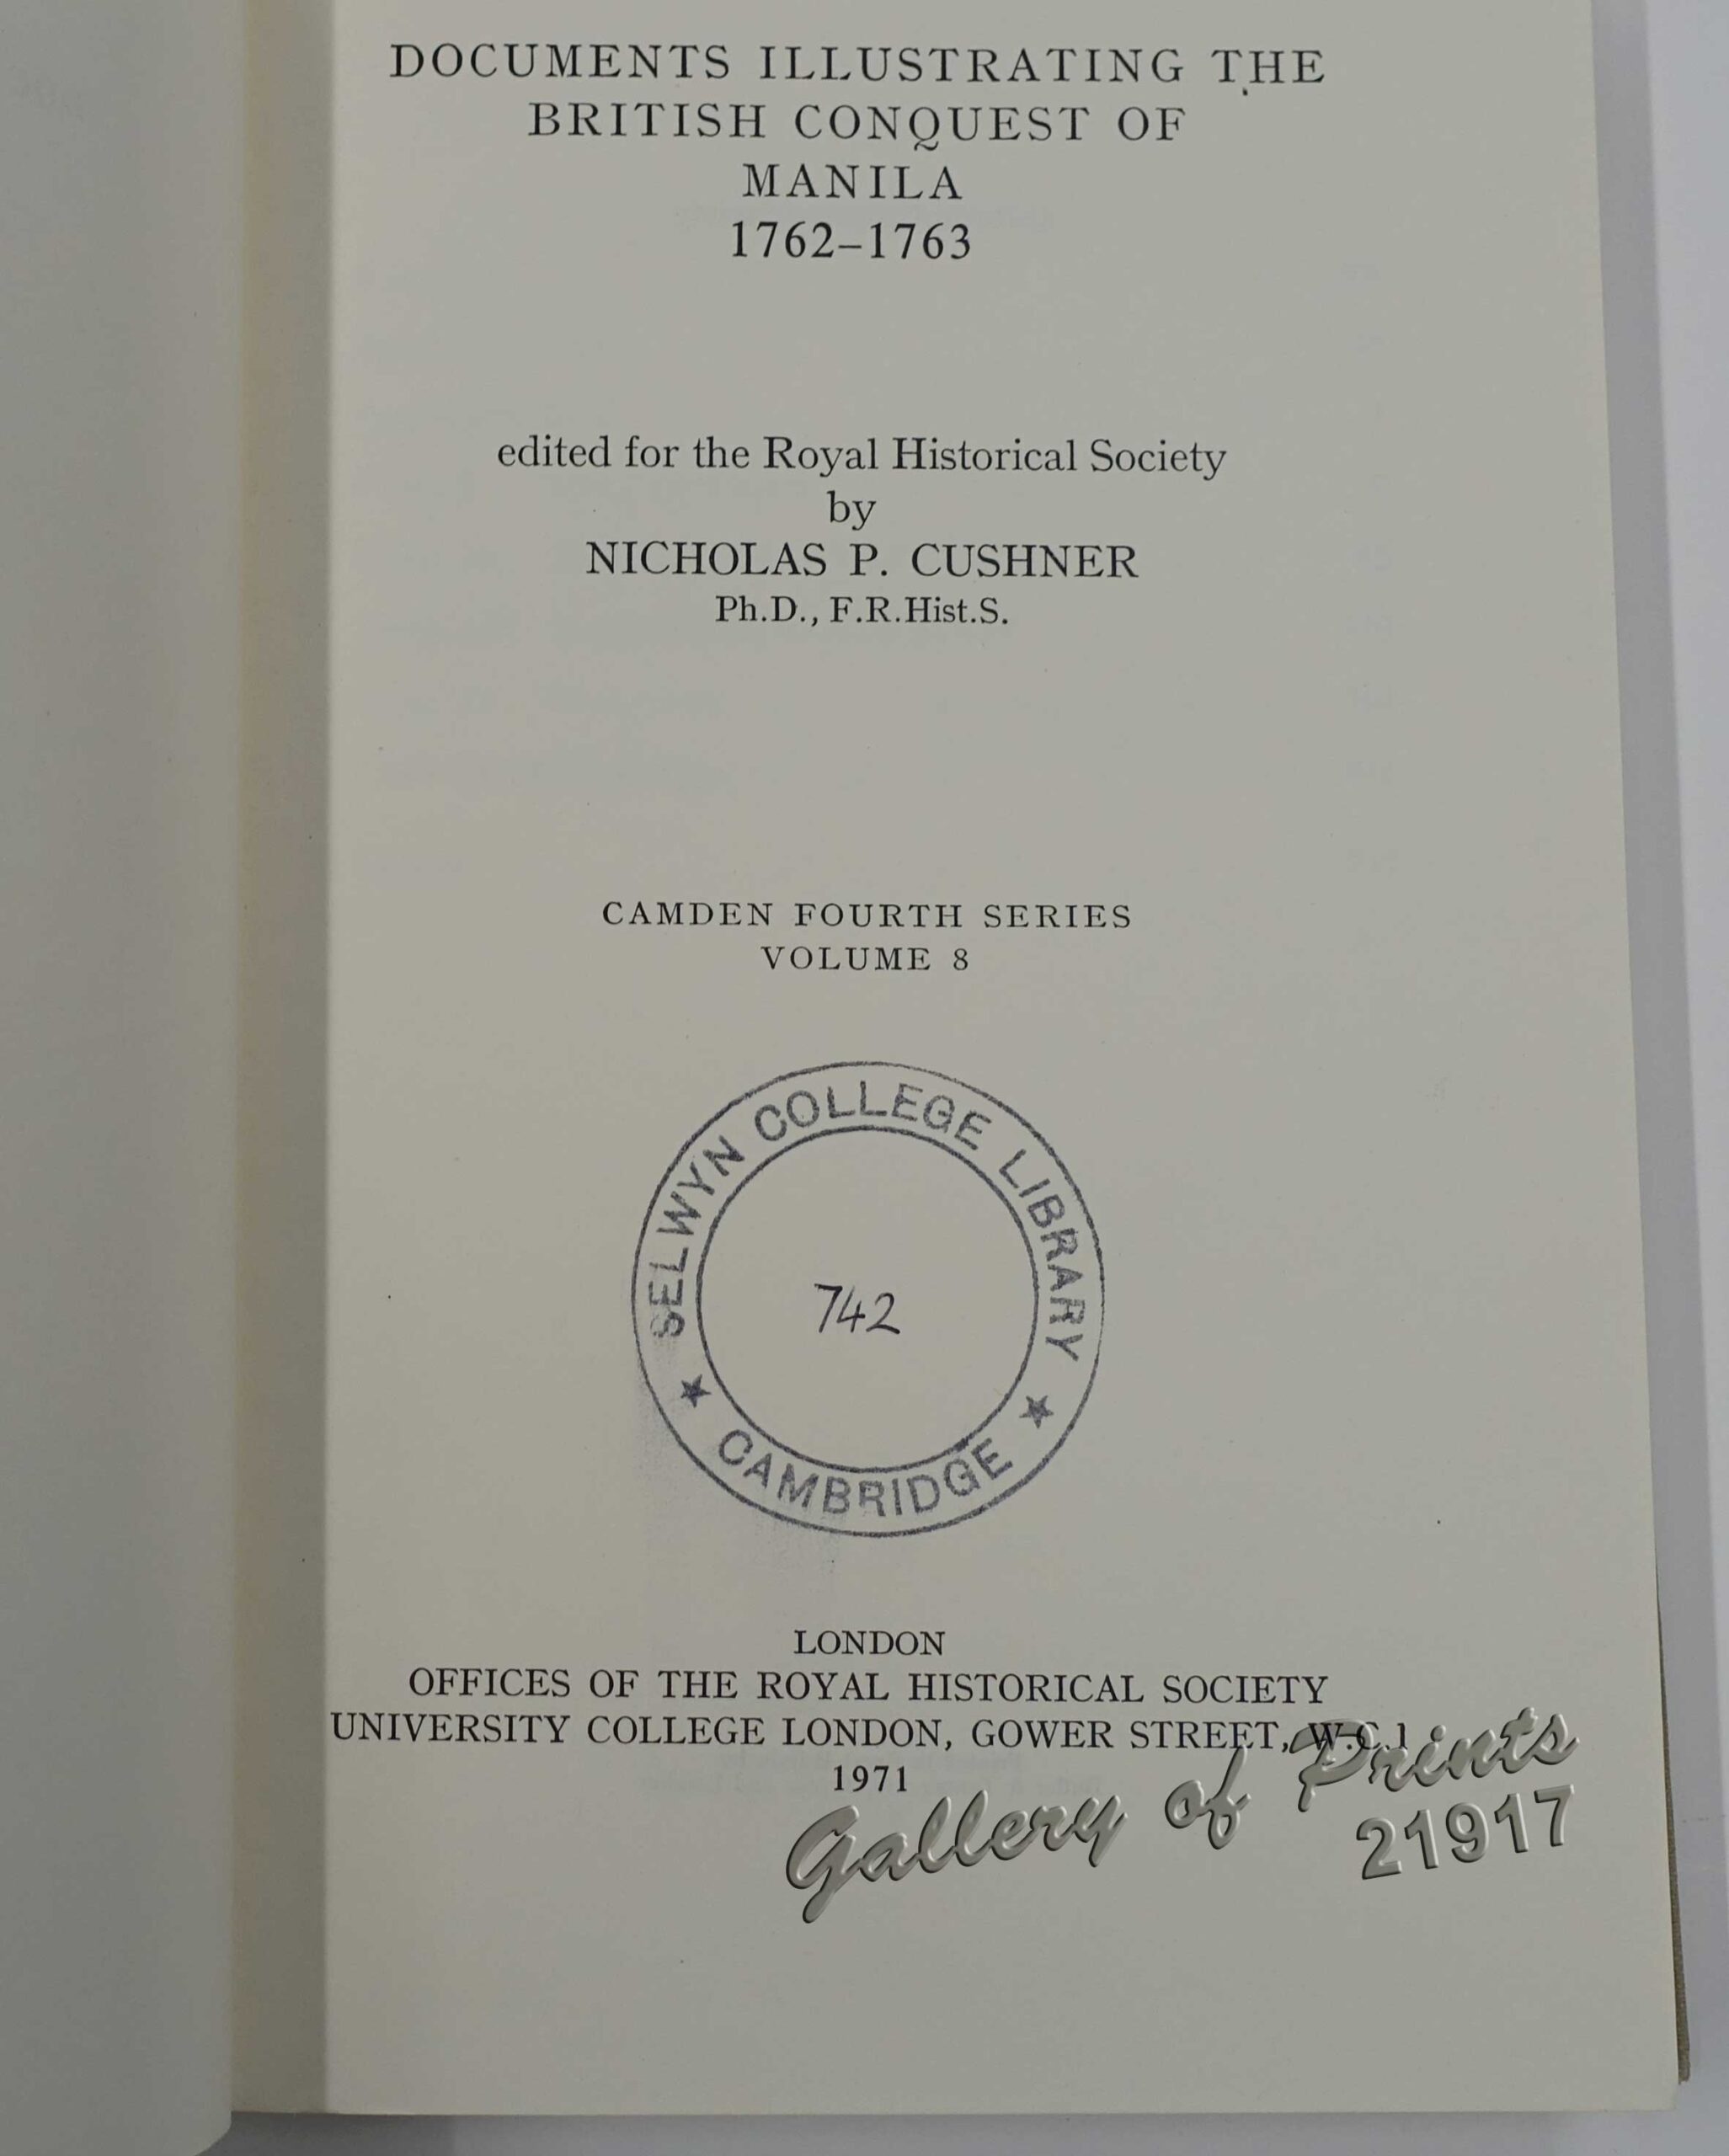 DOCUMENTS ILLUSTRATING THE
BRITISH CONQUEST OF
MANILA
1762–1763
edited for the Royal Historical Society
by
NICHOLAS P. CUSHNER
Ph.D., F.R.Hist.S.
CAMDEN FOURTH SERIES
VOLUME 8
SELWYN COLLEGE LIBRARY
742
★ CAMBRIDGE ★
LONDON
OFFICES OF THE ROYAL HISTORICAL SOCIETY
UNIVERSITY COLLEGE LONDON, GOWER STREET, W.C.1
1971
Gallery of Prints
21917